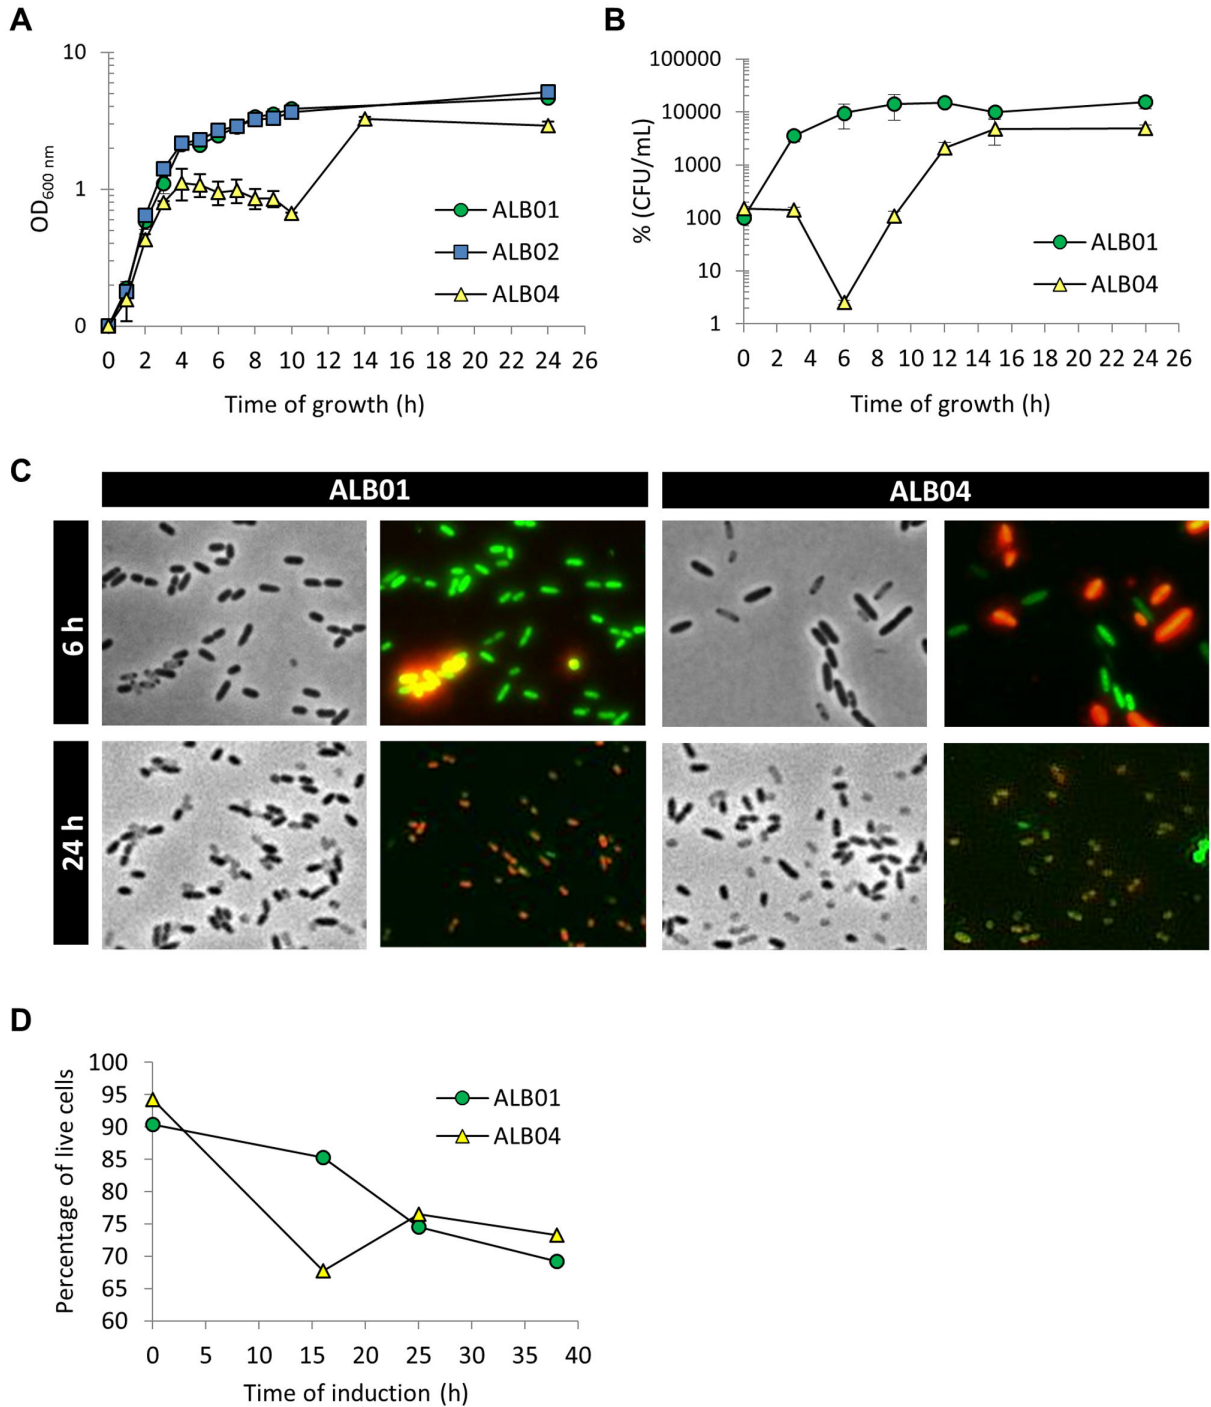 A
10
1
0
OD600 nm
0 2 4 6 8 10 12 14 16 18 20 22 24 26
Time of growth (h)
ALB01
ALB02
ALB04
B
100000
10000
1000
100
10
1
% (CFU/mL)
0 2 4 6 8 10 12 14 16 18 20 22 24 26
Time of growth (h)
ALB01
ALB04
C
ALB01
ALB04
6 h
24 h
D
100
95
90
85
80
75
70
65
60
Percentage of live cells
0 5 10 15 20 25 30 35 40
Time of induction (h)
ALB01
ALB04